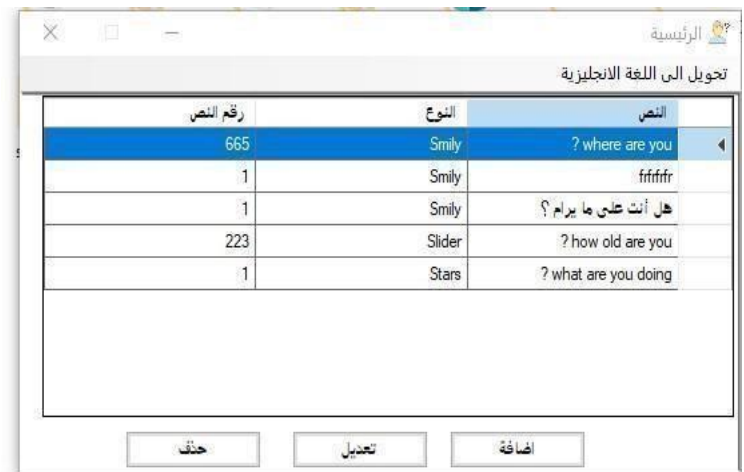 الرئيسية
تحويل الى اللغة الانجليزية
النص النوع رقم النص
? where are you Smily 665
frfrfrfr Smily 1
هل أنت على ما يرام ؟ Smily 1
? how old are you Slider 223
? what are you doing Stars 1
اضافة تعديل حذف